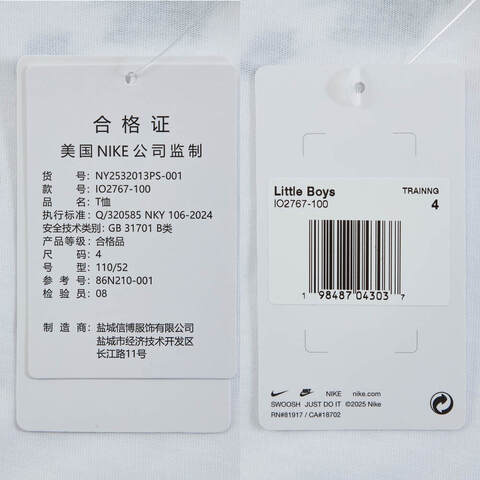 合格证
美国NIKE公司监制
货号: NY2532013PS-001
款号: IO2767-100
品名: T恤
执行标准: Q/320585 NKY 106-2024
安全技术类别: GB 31701 B类
产品等级: 合格品
尺码: 4
号型: 110/52
参考号: 86N210-001
检验员: 08
制造商: 盐城信博服饰有限公司
盐城市经济技术开发区
长江路11号
Little Boys TRAINNG
IO2767-100 4
1 98487 04303 7
NIKE nike.com
SWOOSH JUST DO IT ©2025 Nike
RN#81917 / CA#18702